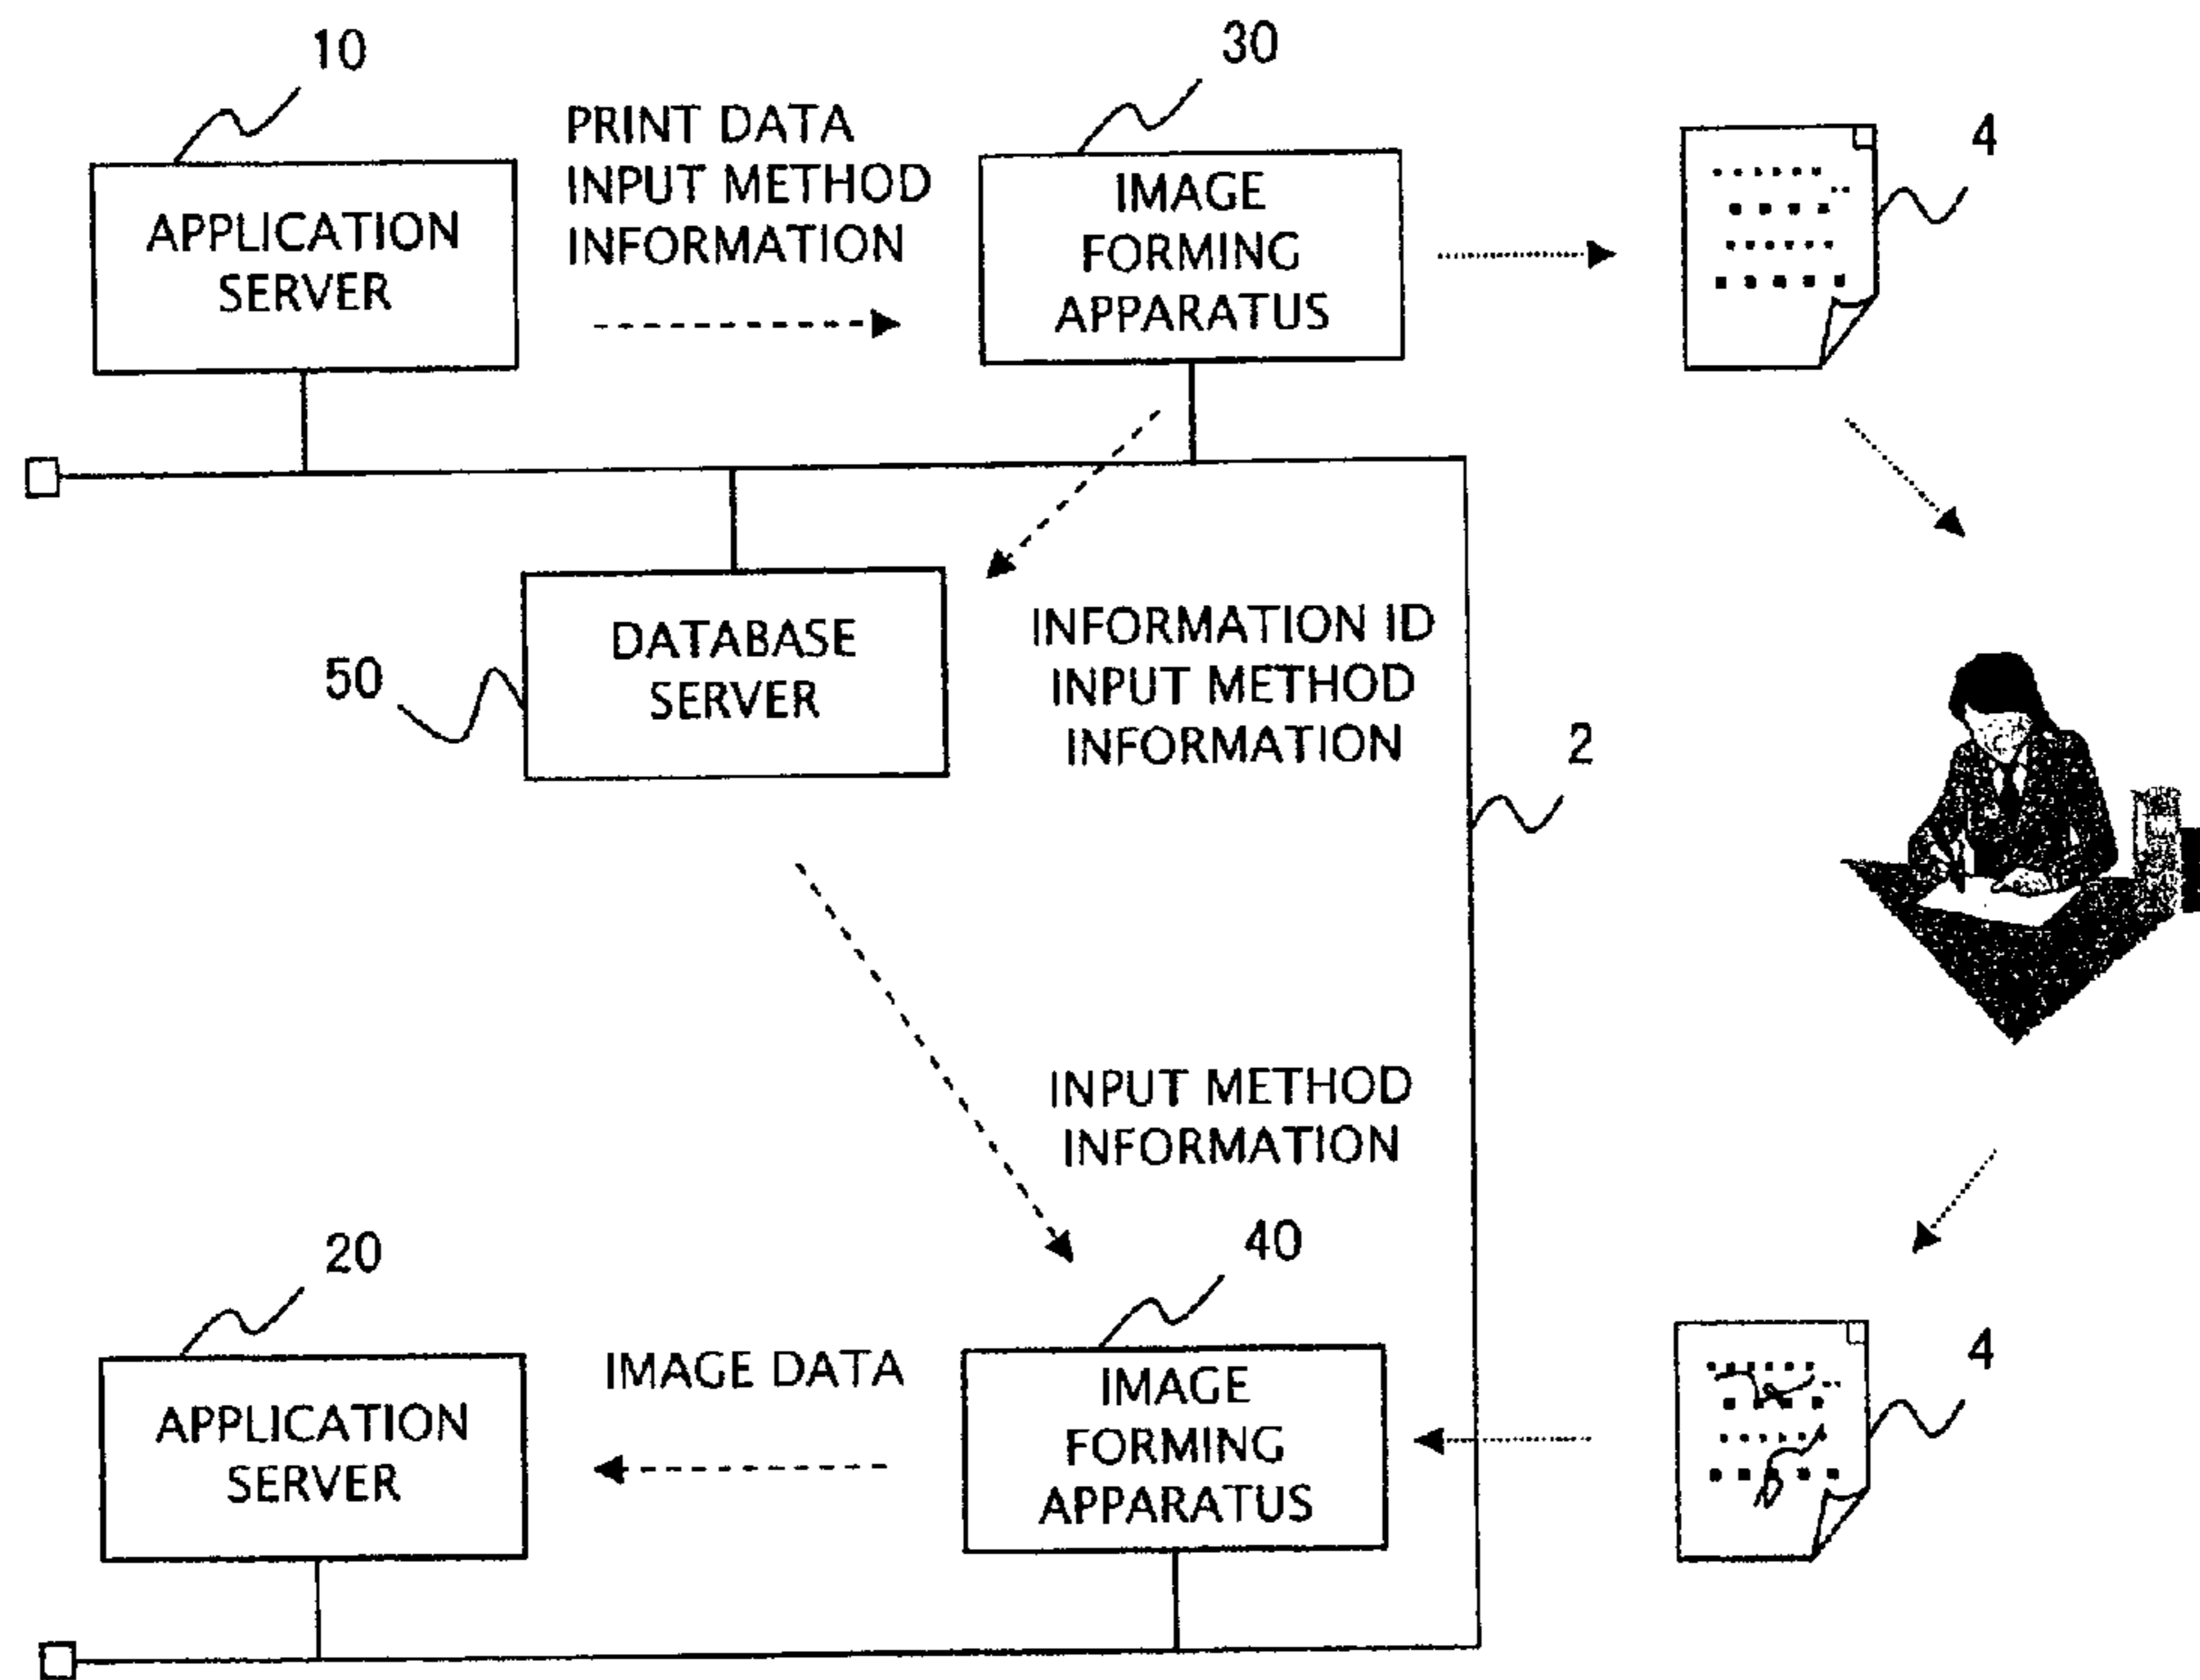 10
30
PRINT DATA
INPUT METHOD
INFORMATION
APPLICATION
SERVER
IMAGE
FORMING
APPARATUS
4
DATABASE
SERVER
50
INFORMATION ID
INPUT METHOD
INFORMATION
2
INPUT METHOD
INFORMATION
20
40
IMAGE DATA
APPLICATION
SERVER
IMAGE
FORMING
APPARATUS
4